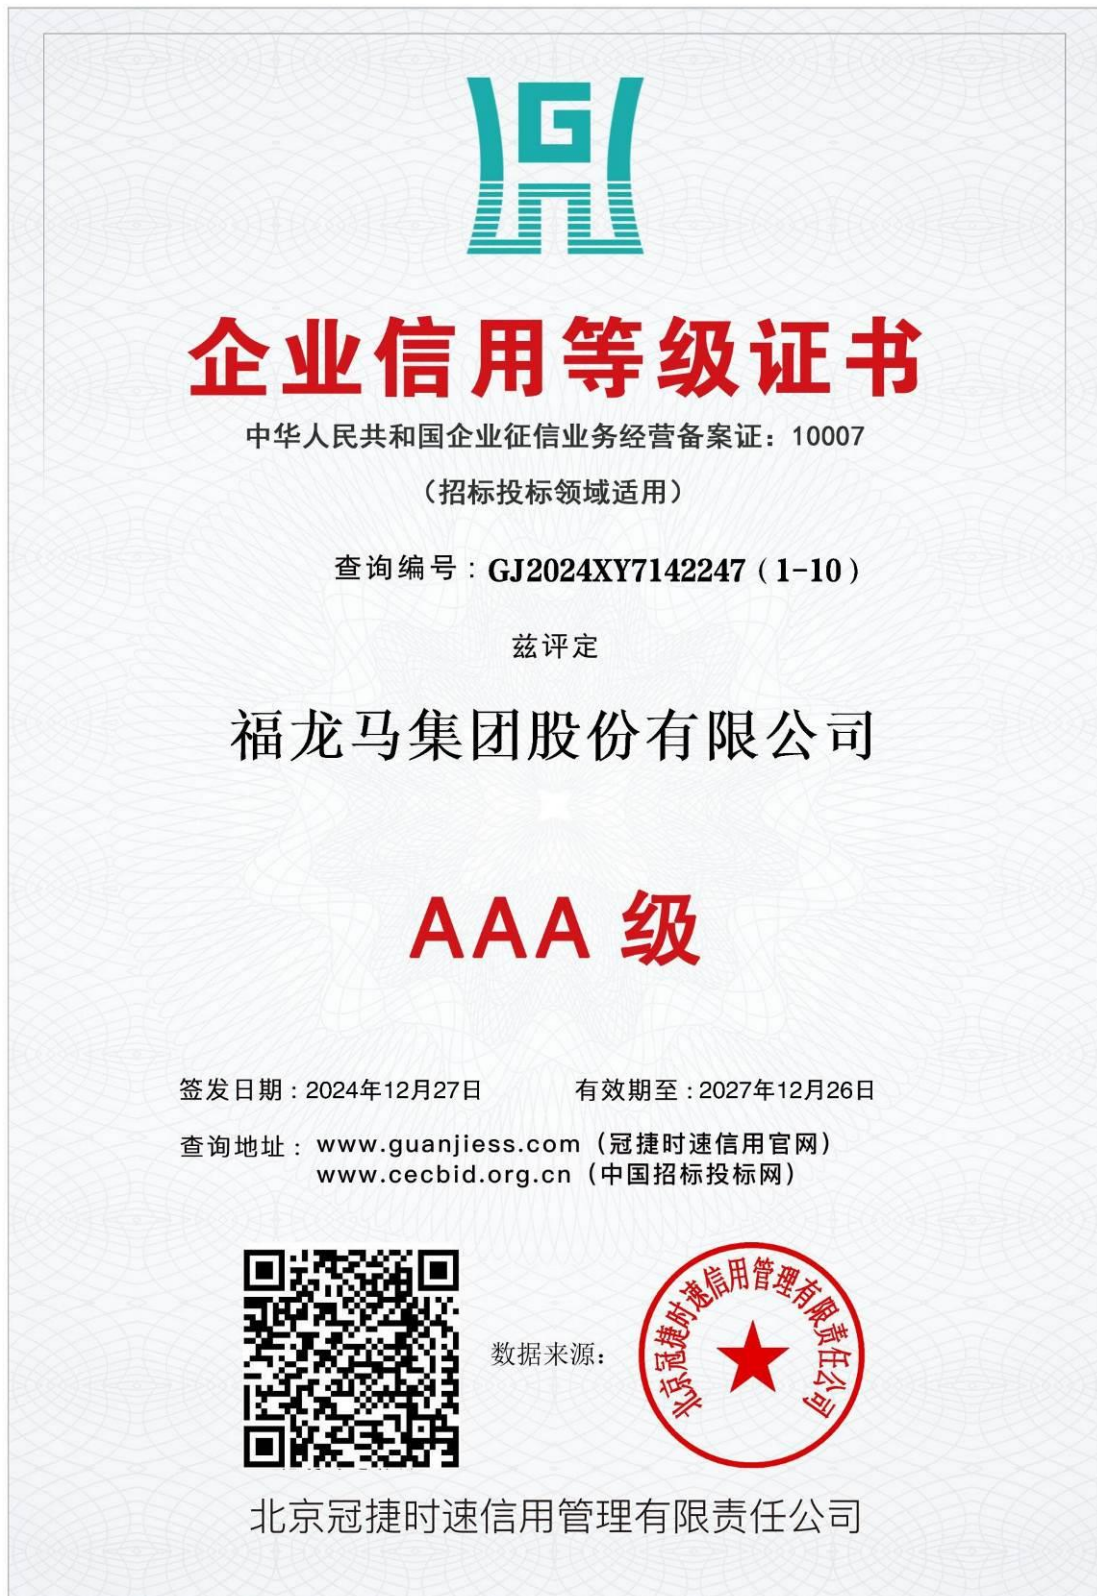 G
企业信用等级证书
中华人民共和国企业征信业务经营备案证：10007
（招标投标领域适用）
查询编号：GJ2024XY7142247（1-10）
兹评定
福龙马集团股份有限公司
AAA 级
签发日期：2024年12月27日 有效期至：2027年12月26日
查询地址：www.guanjiess.com（冠捷时速信用官网）
www.cecbid.org.cn（中国招标投标网）
数据来源：
北京冠捷时速信用管理有限责任公司
北京冠捷时速信用管理有限责任公司